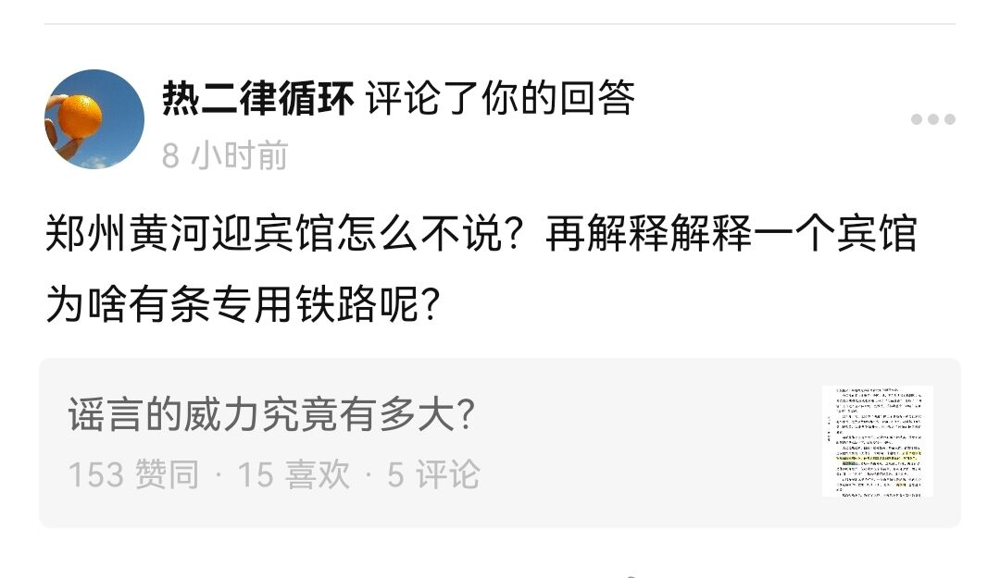 热二律循环 评论了你的回答
8 小时前
郑州黄河迎宾馆怎么不说？再解释解释一个宾馆
为啥有条专用铁路呢？
谣言的威力究竟有多大？
153 赞同 · 15 喜欢 · 5 评论